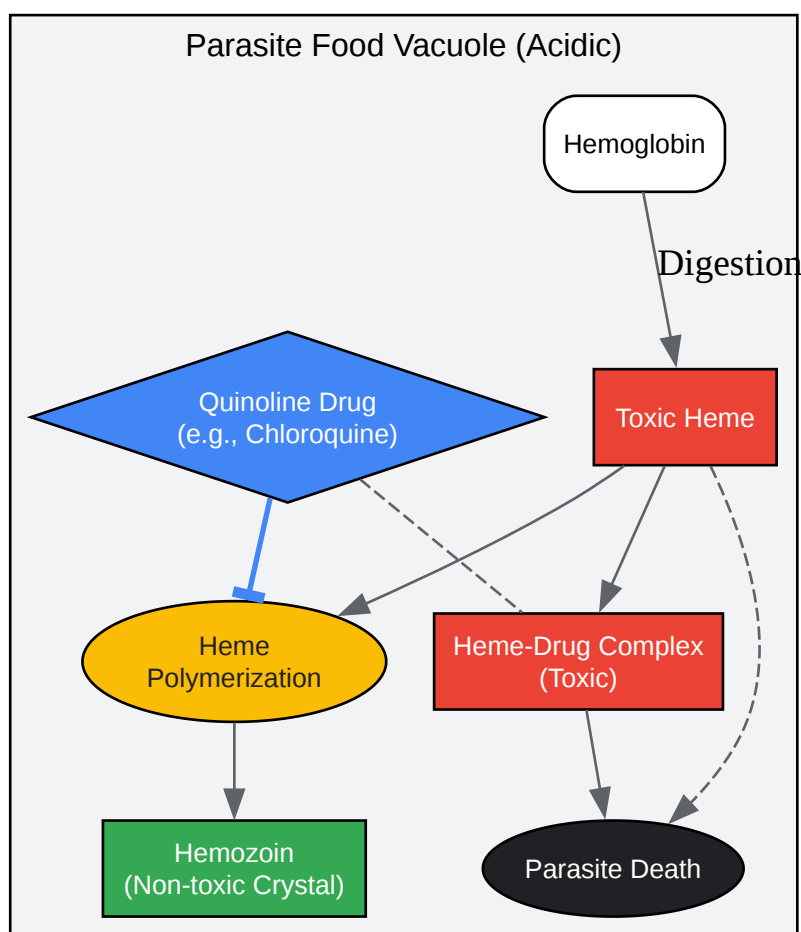 Parasite Food Vacuole (Acidic)
Hemoglobin
Digestion
Quinoline Drug
(e.g., Chloroquine)
Toxic Heme
Heme
Polymerization
Heme-Drug Complex
(Toxic)
Hemozoin
(Non-toxic Crystal)
Parasite Death